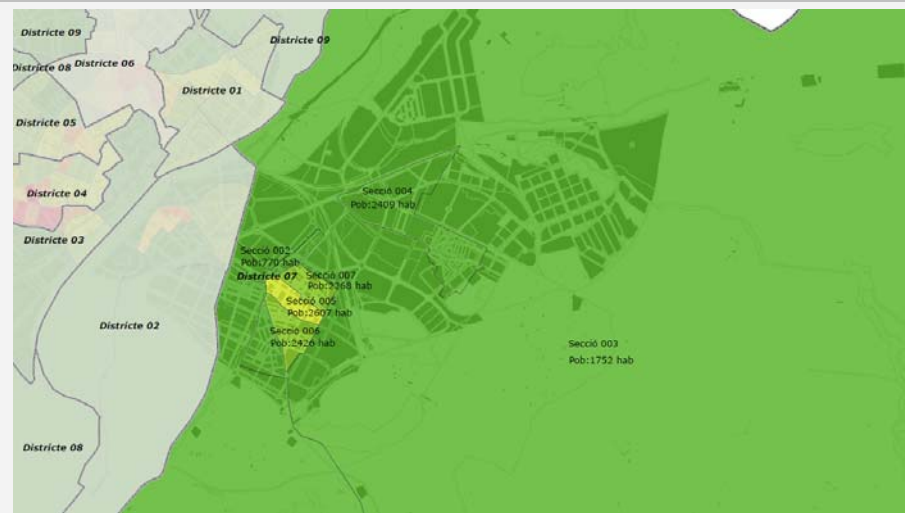 Districte 09
Districte 09
Districte 08
Districte 06
Districte 01
Districte 05
Districte 04
Secció 004
Pob:2409 hab
Districte 03
Secció 002
Pob:770 hab
Districte 07
Secció 007
Pob:2268 hab
Secció 005
Pob:2607 hab
Districte 02
Secció 006
Pob:2426 hab
Secció 003
Pob:1752 hab
Districte 08